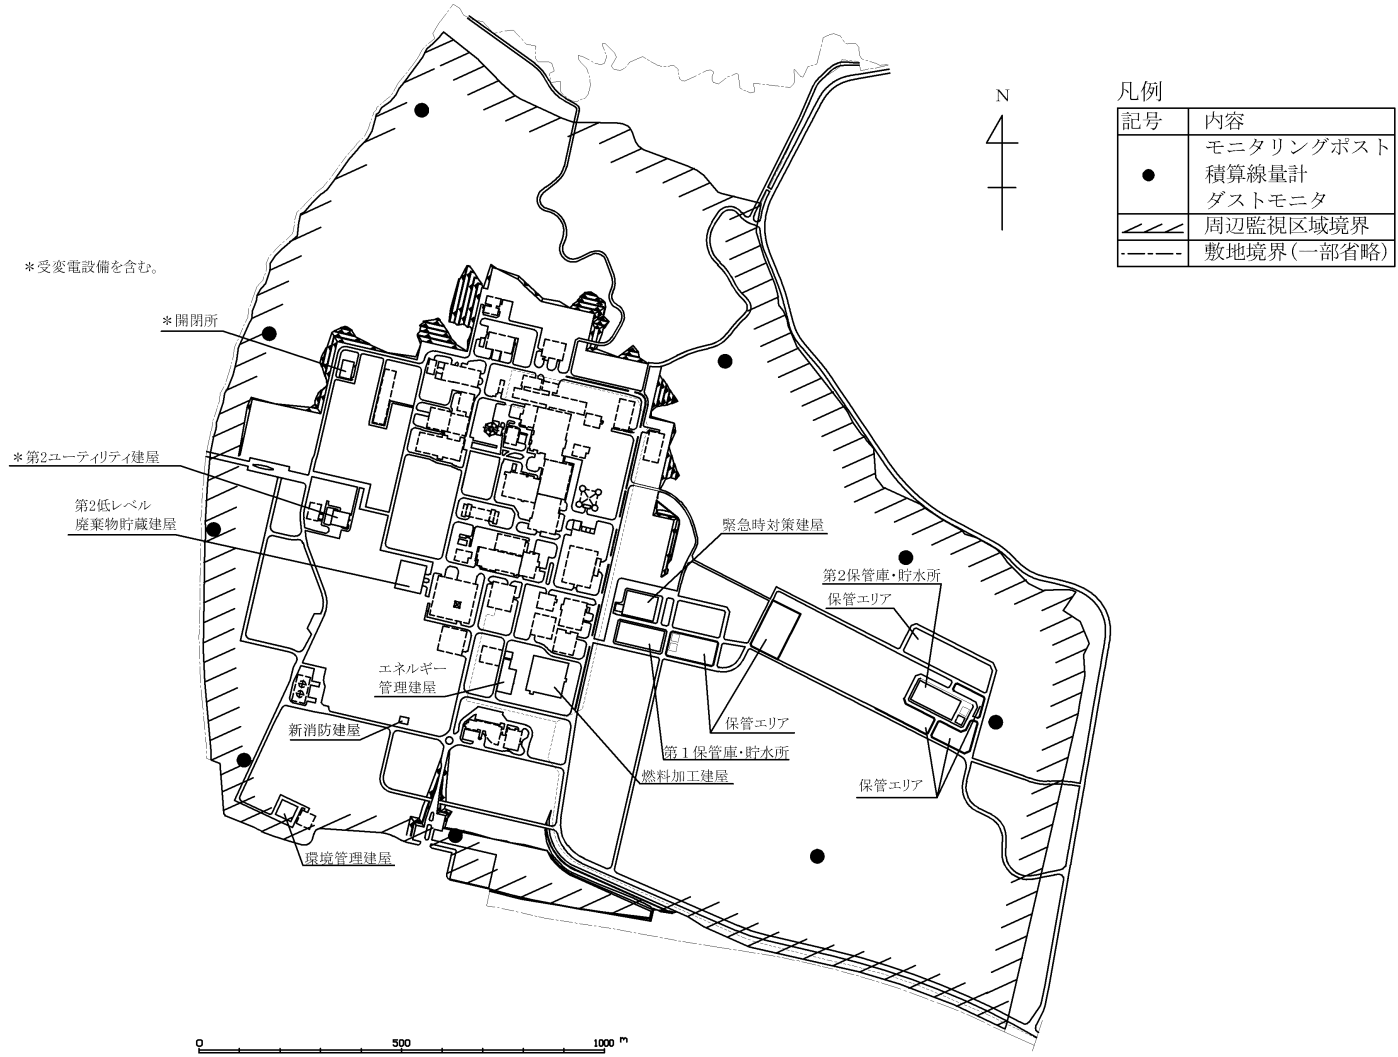 N
凡例
記号 内容
モニタリングポスト
積算線量計
ダストモニタ
周辺監視区域境界
敷地境界(一部省略)
＊受変電設備を含む。
＊開閉所
＊第2ユーティリティ建屋
第2低レベル
廃棄物貯蔵建屋
緊急時対策建屋
第2保管庫・貯水所
保管エリア
エネルギー
管理建屋
新消防建屋
保管エリア
第1保管庫・貯水所
燃料加工建屋
保管エリア
環境管理建屋
0 500 1000 m